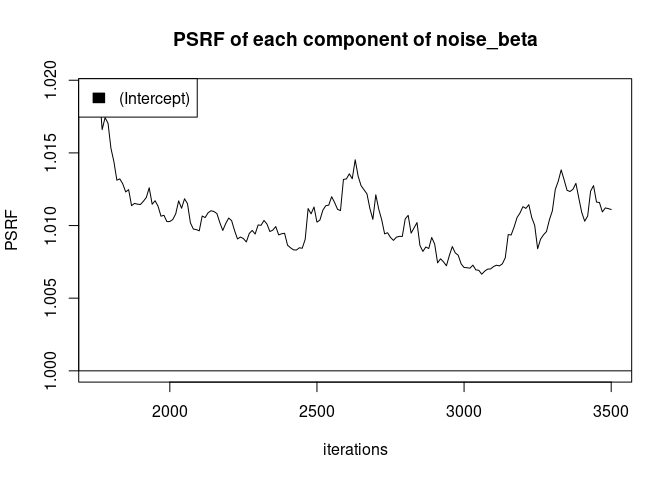 PSRF of each component of noise_beta
(Intercept)
PSRF
1.020
1.015
1.010
1.005
1.000
2000 2500 3000 3500
iterations